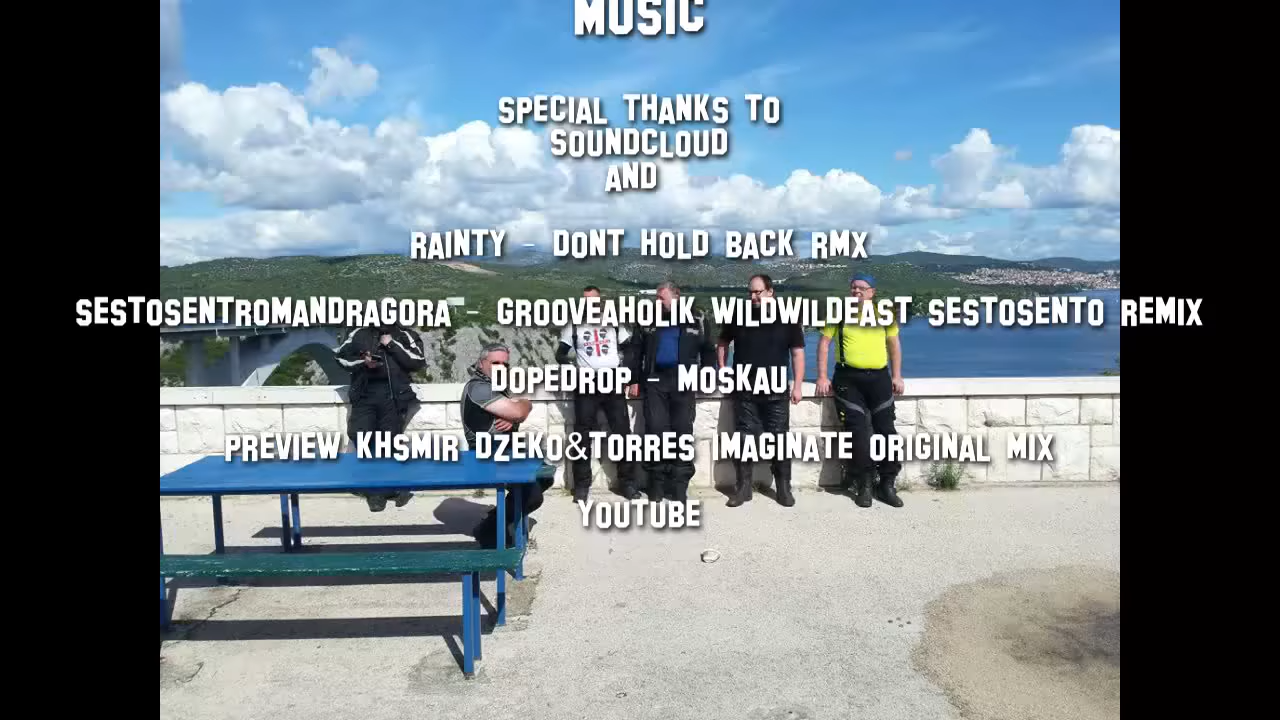 MUSIC
SPECIAL THANKS TO
SOUNDCLOUD
AND
RAINTY - DONT HOLD BACK RMX
SESTOSENTROMANDRAGORA - GROOVEAHOLIK WILDWILDEAST SESTOSENTO REMIX
DOPEDROP - MOSKAU
PREVIEW KHSMIR DZEKO&TORRES IMAGINATE ORIGINAL MIX
YOUTUBE